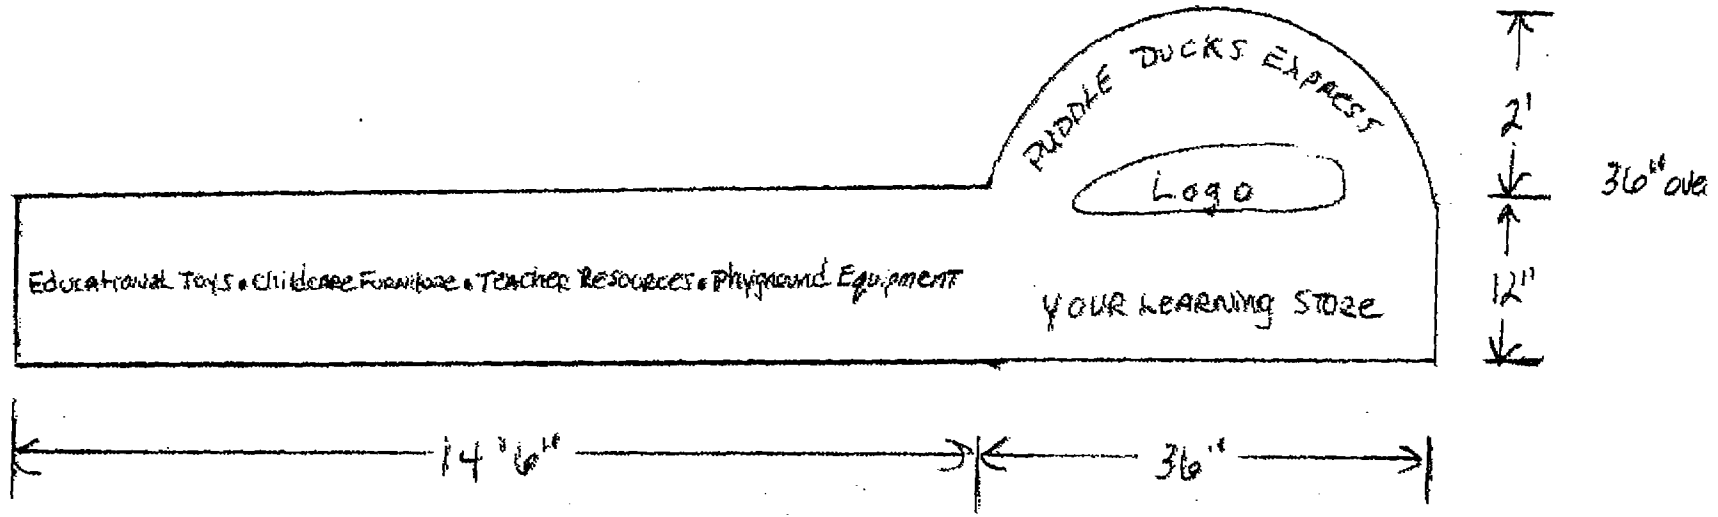 PUDDLE DUCKS EXPRESS
Logo
Educational Toys • Childcare Furniture • Teacher Resources • Playground Equipment
YOUR LEARNING STORE
2'
36" ove
12"
14' 6"
36"